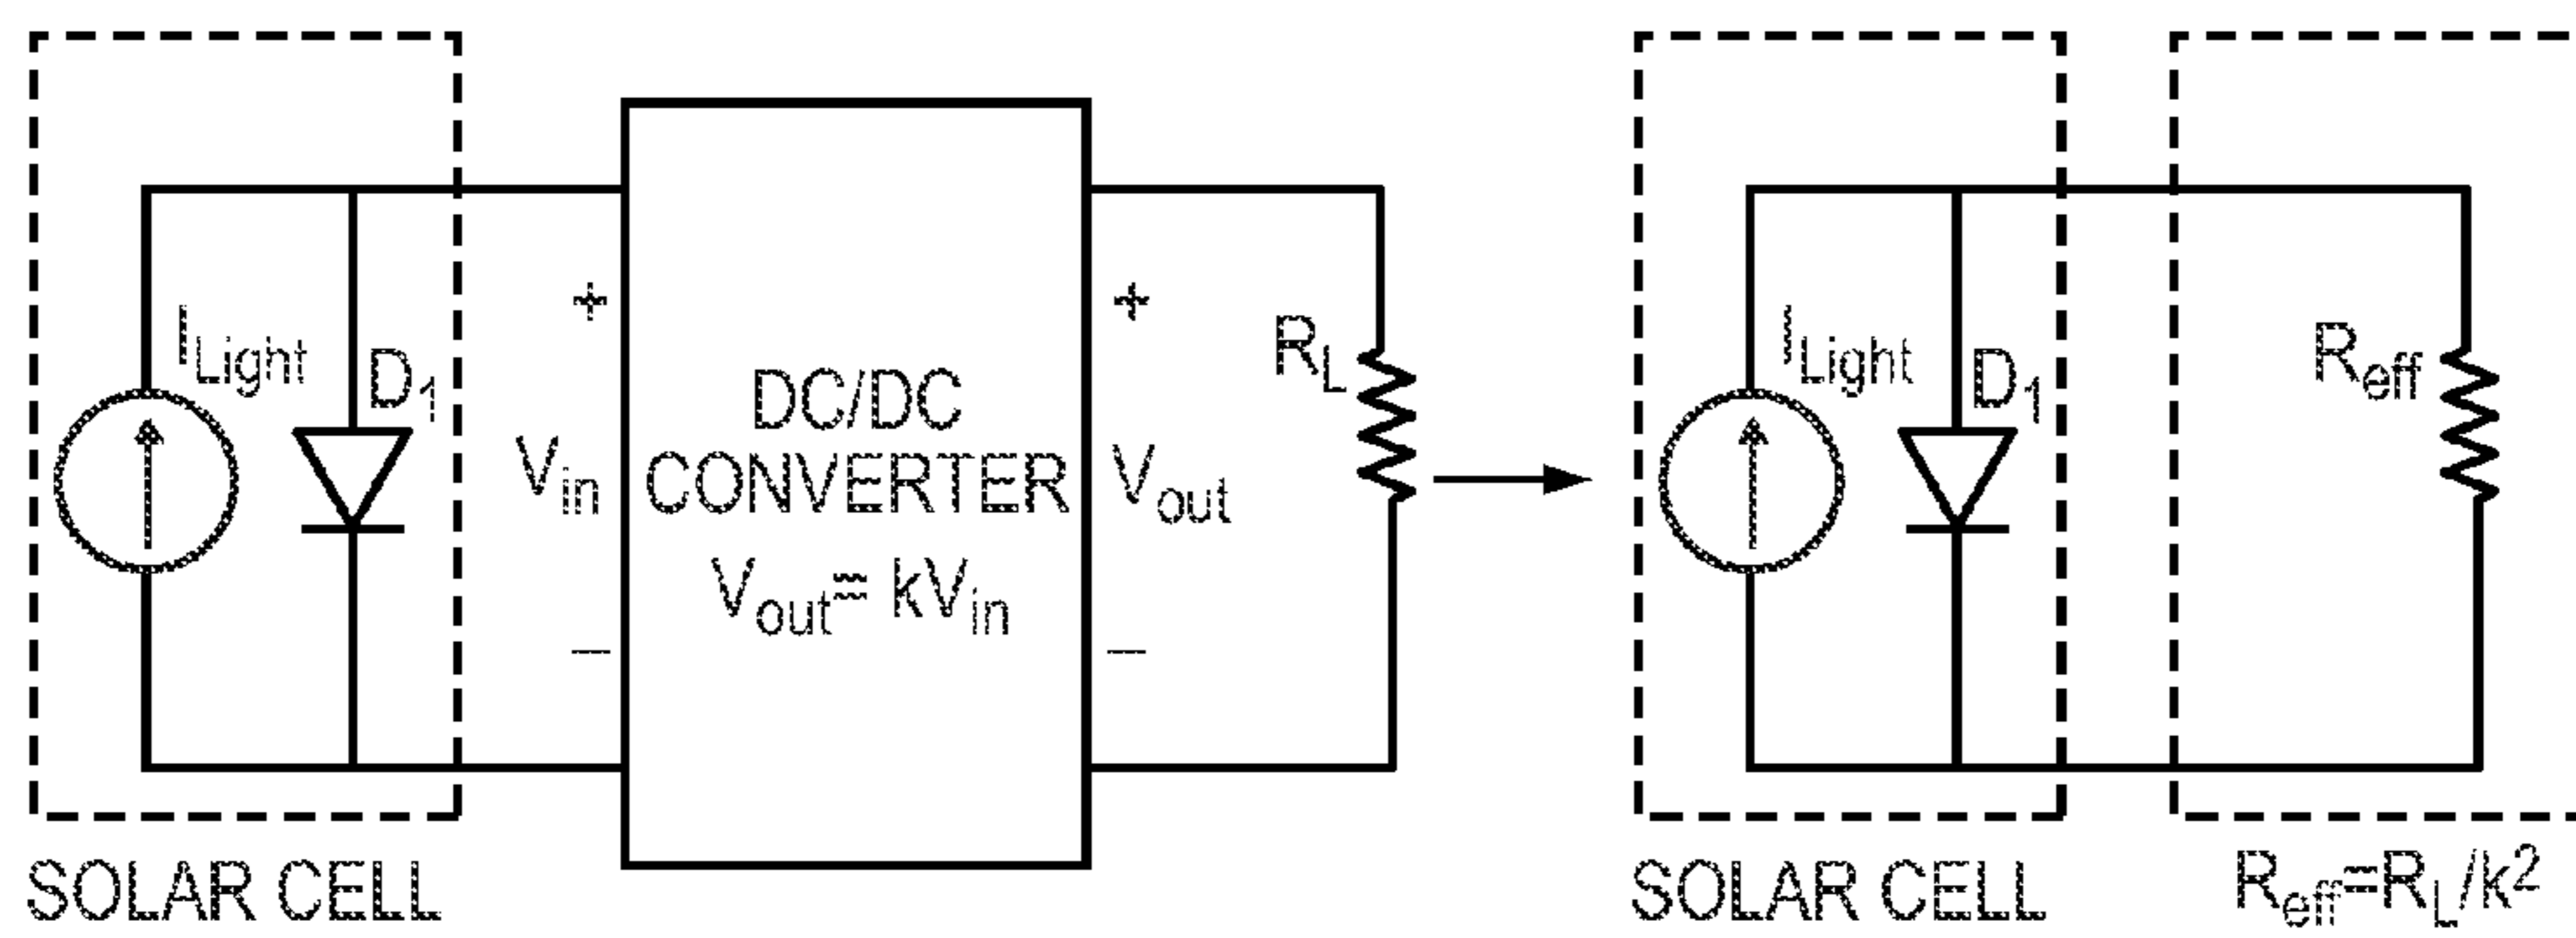 I_Light
D_1
+
V_in
−
DC/DC
CONVERTER
V_out = kV_in
+
V_out
−
R_L
SOLAR CELL
I_Light
D_1
R_eff
SOLAR CELL
R_eff=R_L/k²